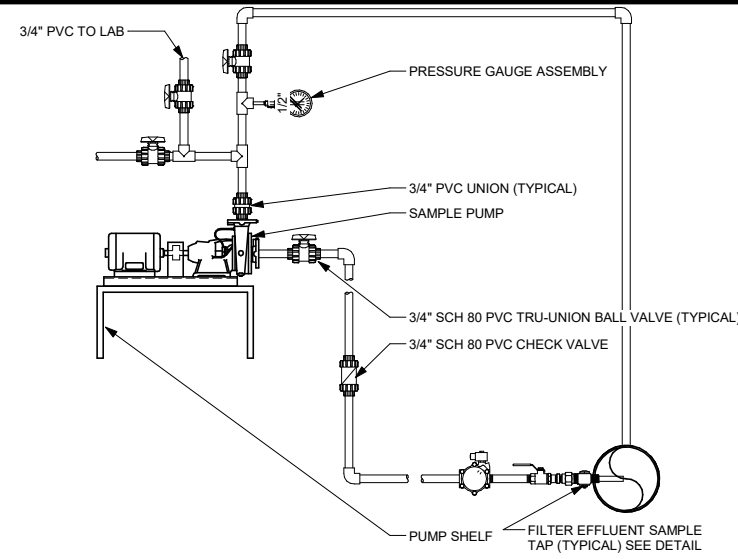 3/4" PVC TO LAB
PRESSURE GAUGE ASSEMBLY
1/2"
3/4" PVC UNION (TYPICAL)
SAMPLE PUMP
3/4" SCH 80 PVC TRU-UNION BALL VALVE (TYPICAL)
3/4" SCH 80 PVC CHECK VALVE
PUMP SHELF
FILTER EFFLUENT SAMPLE
TAP (TYPICAL) SEE DETAIL